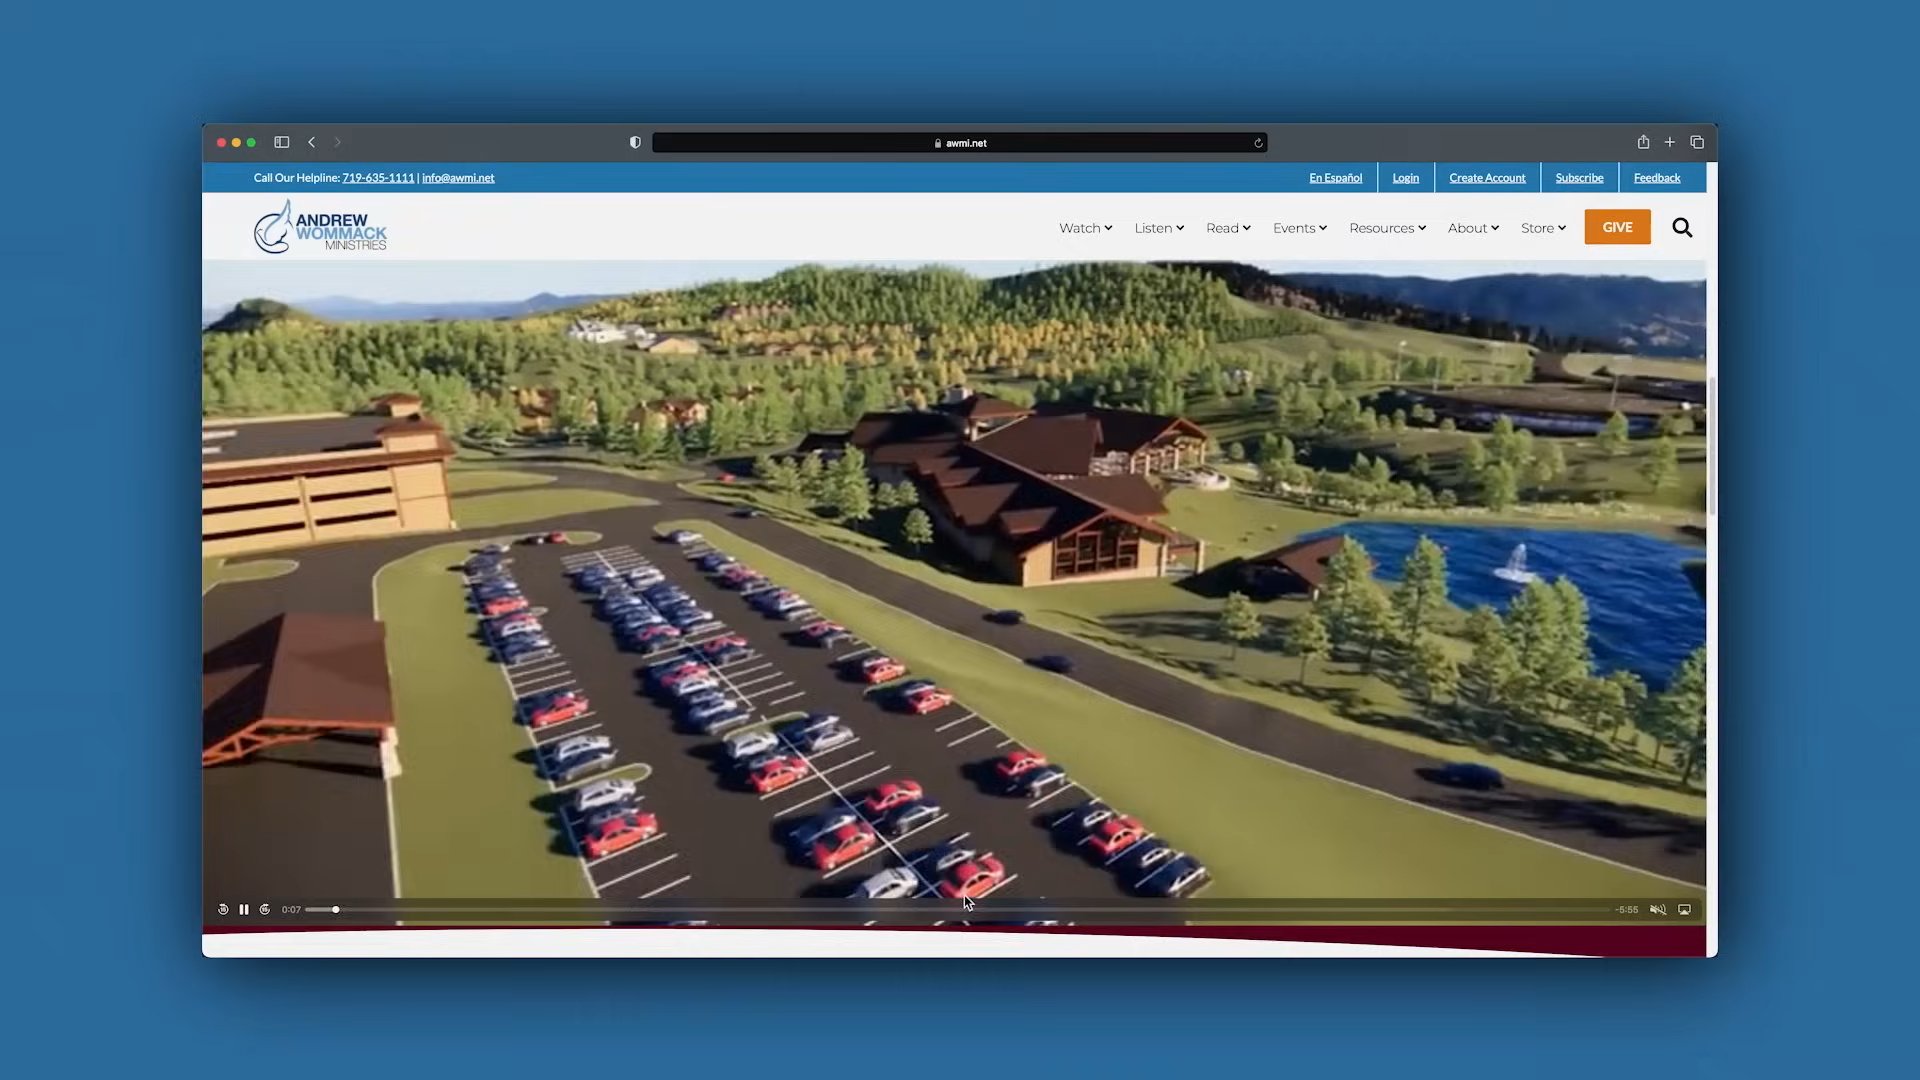 awmi.net
Call Our Helpline: 719-635-1111 | info@awmi.net
En Español
Login
Create Account
Subscribe
Feedback
ANDREW
WOMMACK
MINISTRIES
Watch
Listen
Read
Events
Resources
About
Store
GIVE
0:07
-5:55